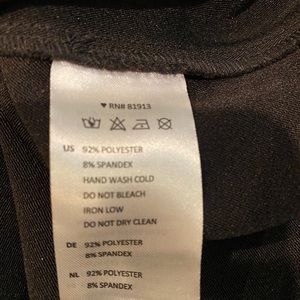 ♥ RN# 81913
US 92% POLYESTER
8% SPANDEX
HAND WASH COLD
DO NOT BLEACH
IRON LOW
DO NOT DRY CLEAN
DE 92% POLYESTER
8% SPANDEX
NL 92% POLYESTER
8% SPANDEX